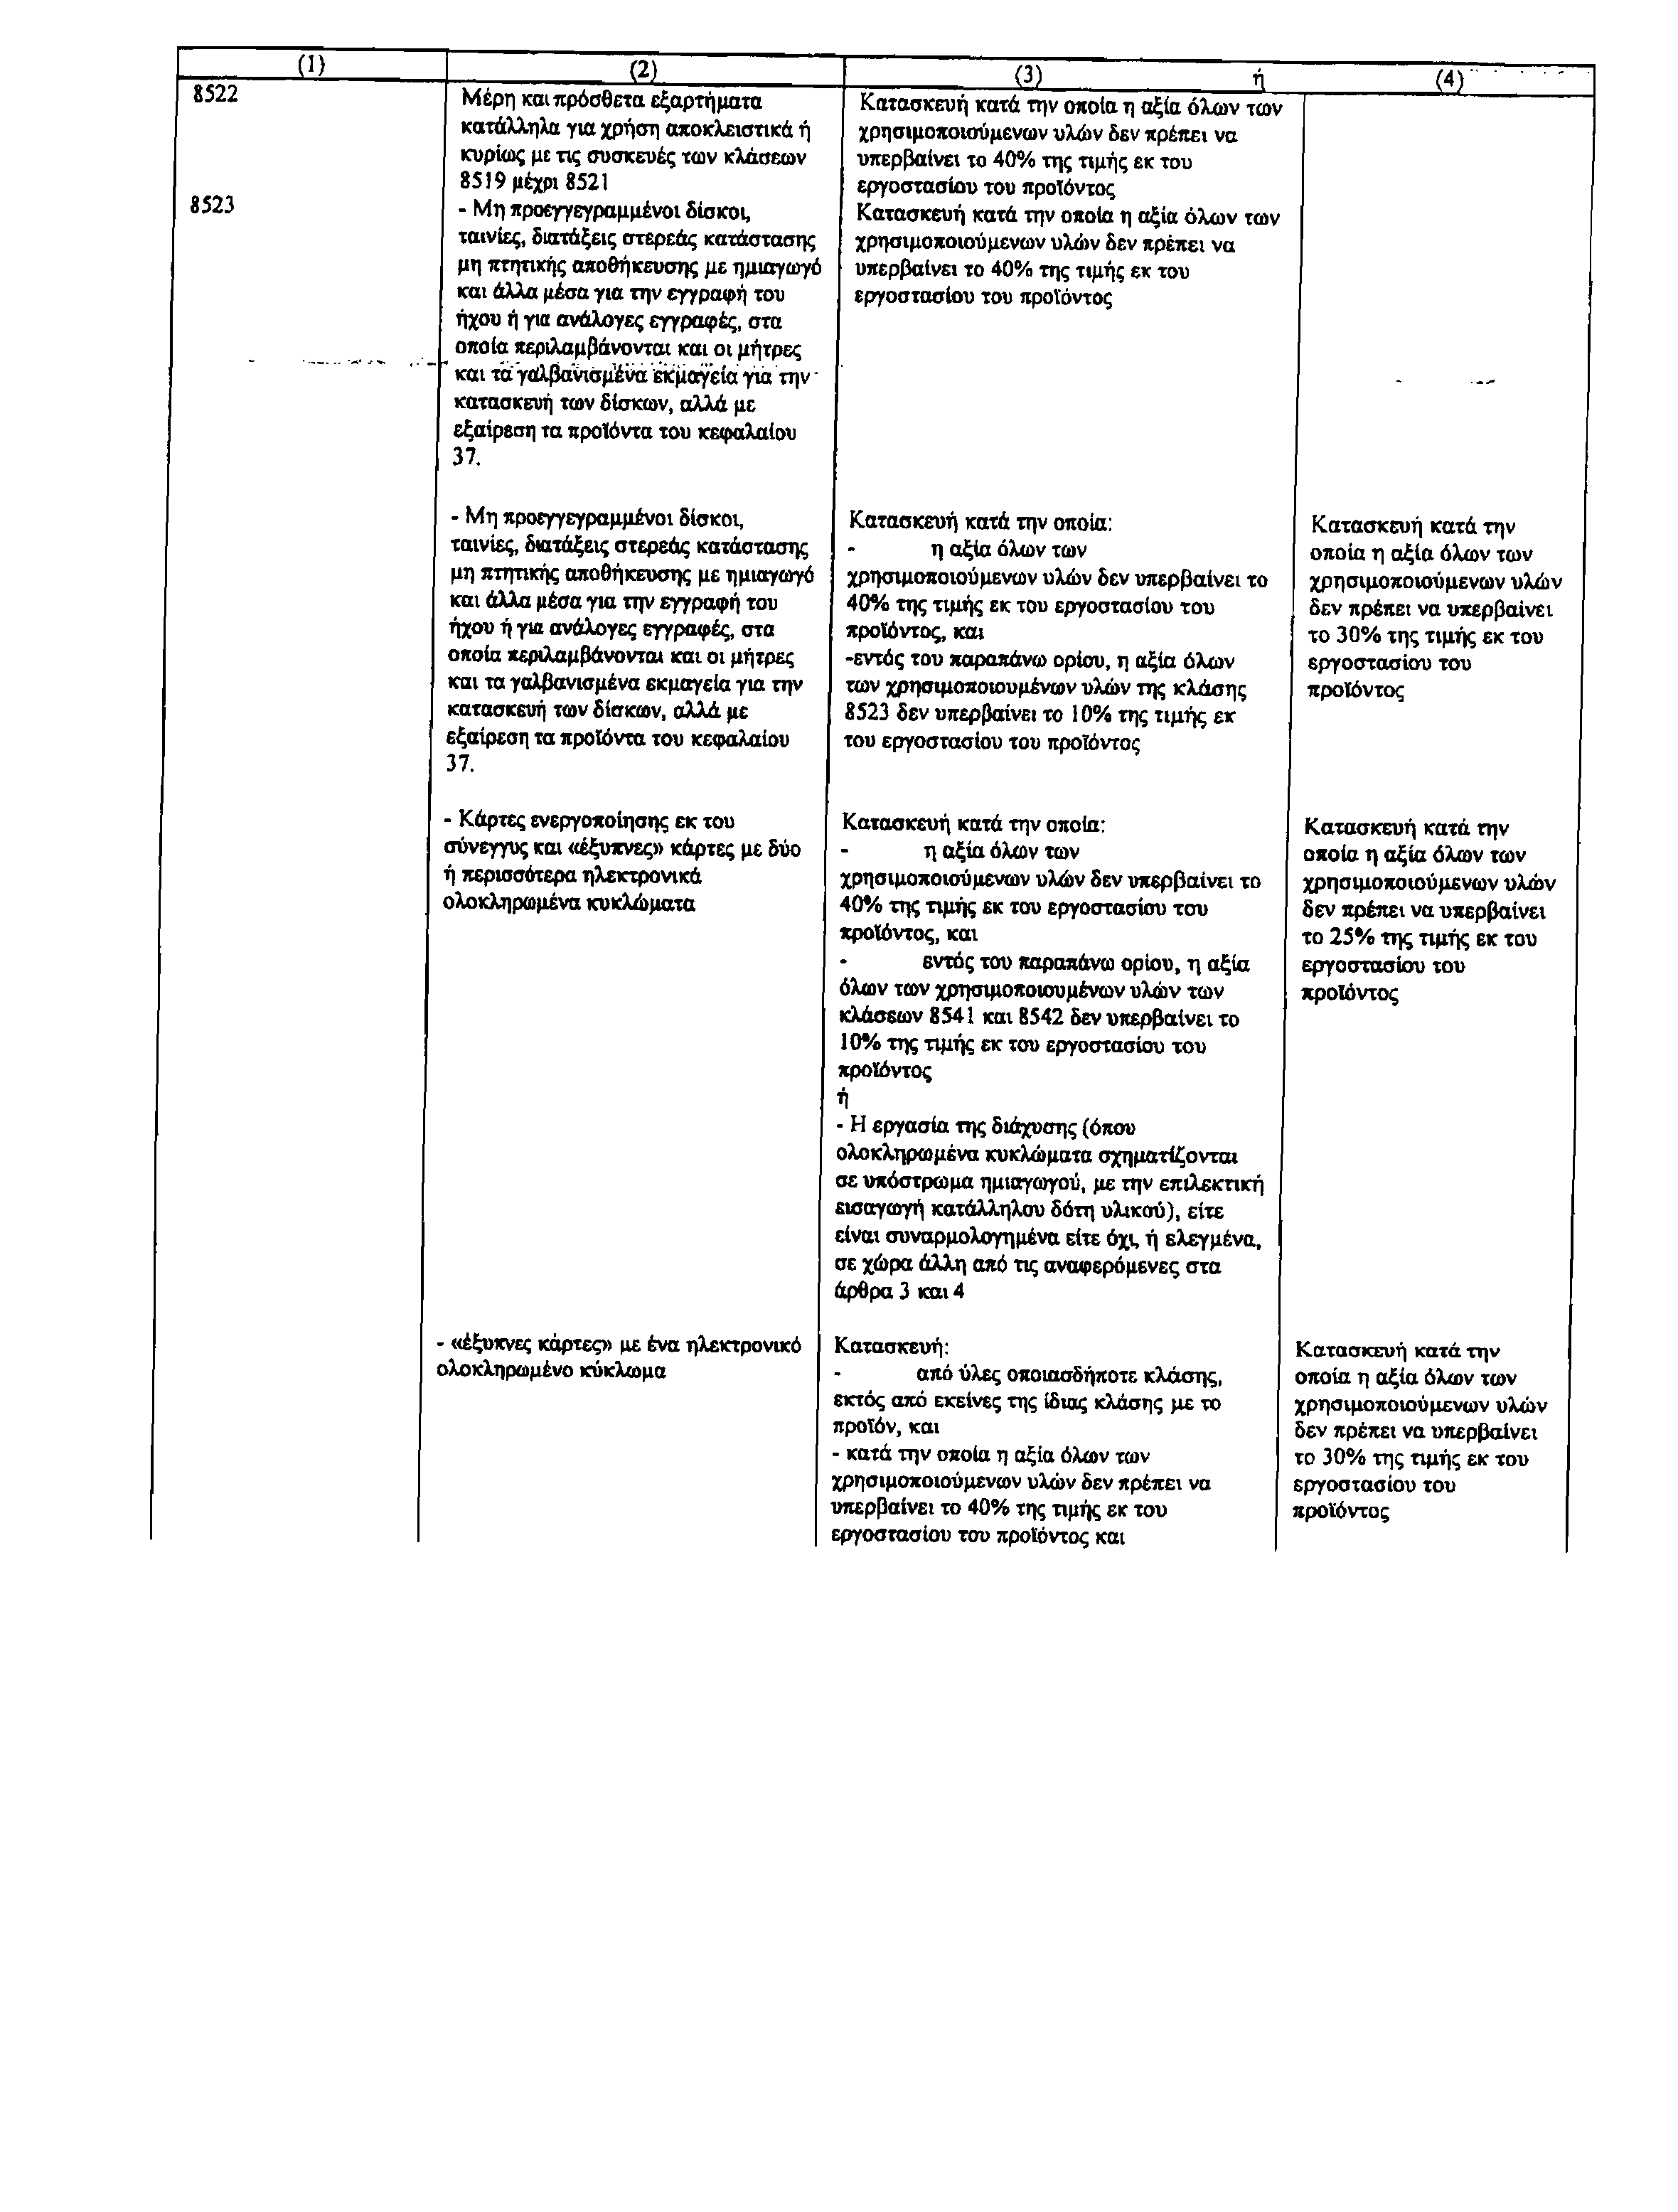 (1) (2) (3) ή (4)
8522
Μέρη και πρόσθετα εξαρτήματα
κατάλληλα για χρήση αποκλειστικά ή
κυρίως με τις συσκευές των κλάσεων
8519 μέχρι 8521
Κατασκευή κατά την οποία η αξία όλων των
χρησιμοποιούμενων υλών δεν πρέπει να
υπερβαίνει το 40% της τιμής εκ του
εργοστασίου του προϊόντος
8523
- Μη προεγγεγραμμένοι δίσκοι,
ταινίες, διατάξεις στερεάς κατάστασης
μη πτητικής αποθήκευσης με ημιαγωγό
και άλλα μέσα για την εγγραφή του
ήχου ή για ανάλογες εγγραφές, στα
οποία περιλαμβάνονται και οι μήτρες
και τα γαλβανισμένα εκμαγεία για την
κατασκευή των δίσκων, αλλά με
εξαίρεση τα προϊόντα του κεφαλαίου
37.
Κατασκευή κατά την οποία η αξία όλων των
χρησιμοποιούμενων υλών δεν πρέπει να
υπερβαίνει το 40% της τιμής εκ του
εργοστασίου του προϊόντος
- Μη προεγγεγραμμένοι δίσκοι,
ταινίες, διατάξεις στερεάς κατάστασης
μη πτητικής αποθήκευσης με ημιαγωγό
και άλλα μέσα για την εγγραφή του
ήχου ή για ανάλογες εγγραφές, στα
οποία περιλαμβάνονται και οι μήτρες
και τα γαλβανισμένα εκμαγεία για την
κατασκευή των δίσκων, αλλά με
εξαίρεση τα προϊόντα του κεφαλαίου
37.
Κατασκευή κατά την οποία:
- η αξία όλων των
χρησιμοποιούμενων υλών δεν υπερβαίνει το
40% της τιμής εκ του εργοστασίου του
προϊόντος, και
-εντός του παραπάνω ορίου, η αξία όλων
των χρησιμοποιουμένων υλών της κλάσης
8523 δεν υπερβαίνει το 10% της τιμής εκ
του εργοστασίου του προϊόντος
Κατασκευή κατά την
οποία η αξία όλων των
χρησιμοποιούμενων υλών
δεν πρέπει να υπερβαίνει
το 30% της τιμής εκ του
εργοστασίου του
προϊόντος
- Κάρτες ενεργοποίησης εκ του
σύνεγγυς και «έξυπνες» κάρτες με δύο
ή περισσότερα ηλεκτρονικά
ολοκληρωμένα κυκλώματα
Κατασκευή κατά την οποία:
- η αξία όλων των
χρησιμοποιούμενων υλών δεν υπερβαίνει το
40% της τιμής εκ του εργοστασίου του
προϊόντος, και
- εντός του παραπάνω ορίου, η αξία
όλων των χρησιμοποιουμένων υλών των
κλάσεων 8541 και 8542 δεν υπερβαίνει το
10% της τιμής εκ του εργοστασίου του
προϊόντος
ή
- Η εργασία της διάχυσης (όπου
ολοκληρωμένα κυκλώματα σχηματίζονται
σε υπόστρωμα ημιαγωγού, με την επιλεκτική
εισαγωγή κατάλληλου δότη υλικού), είτε
είναι συναρμολογημένα είτε όχι, ή ελεγμένα,
σε χώρα άλλη από τις αναφερόμενες στα
άρθρα 3 και 4
Κατασκευή κατά την
οποία η αξία όλων των
χρησιμοποιούμενων υλών
δεν πρέπει να υπερβαίνει
το 25% της τιμής εκ του
εργοστασίου του
προϊόντος
- «έξυπνες κάρτες» με ένα ηλεκτρονικό
ολοκληρωμένο κύκλωμα
Κατασκευή:
- από ύλες οποιασδήποτε κλάσης,
εκτός από εκείνες της ίδιας κλάσης με το
προϊόν, και
- κατά την οποία η αξία όλων των
χρησιμοποιούμενων υλών δεν πρέπει να
υπερβαίνει το 40% της τιμής εκ του
εργοστασίου του προϊόντος και
Κατασκευή κατά την
οποία η αξία όλων των
χρησιμοποιούμενων υλών
δεν πρέπει να υπερβαίνει
το 30% της τιμής εκ του
εργοστασίου του
προϊόντος